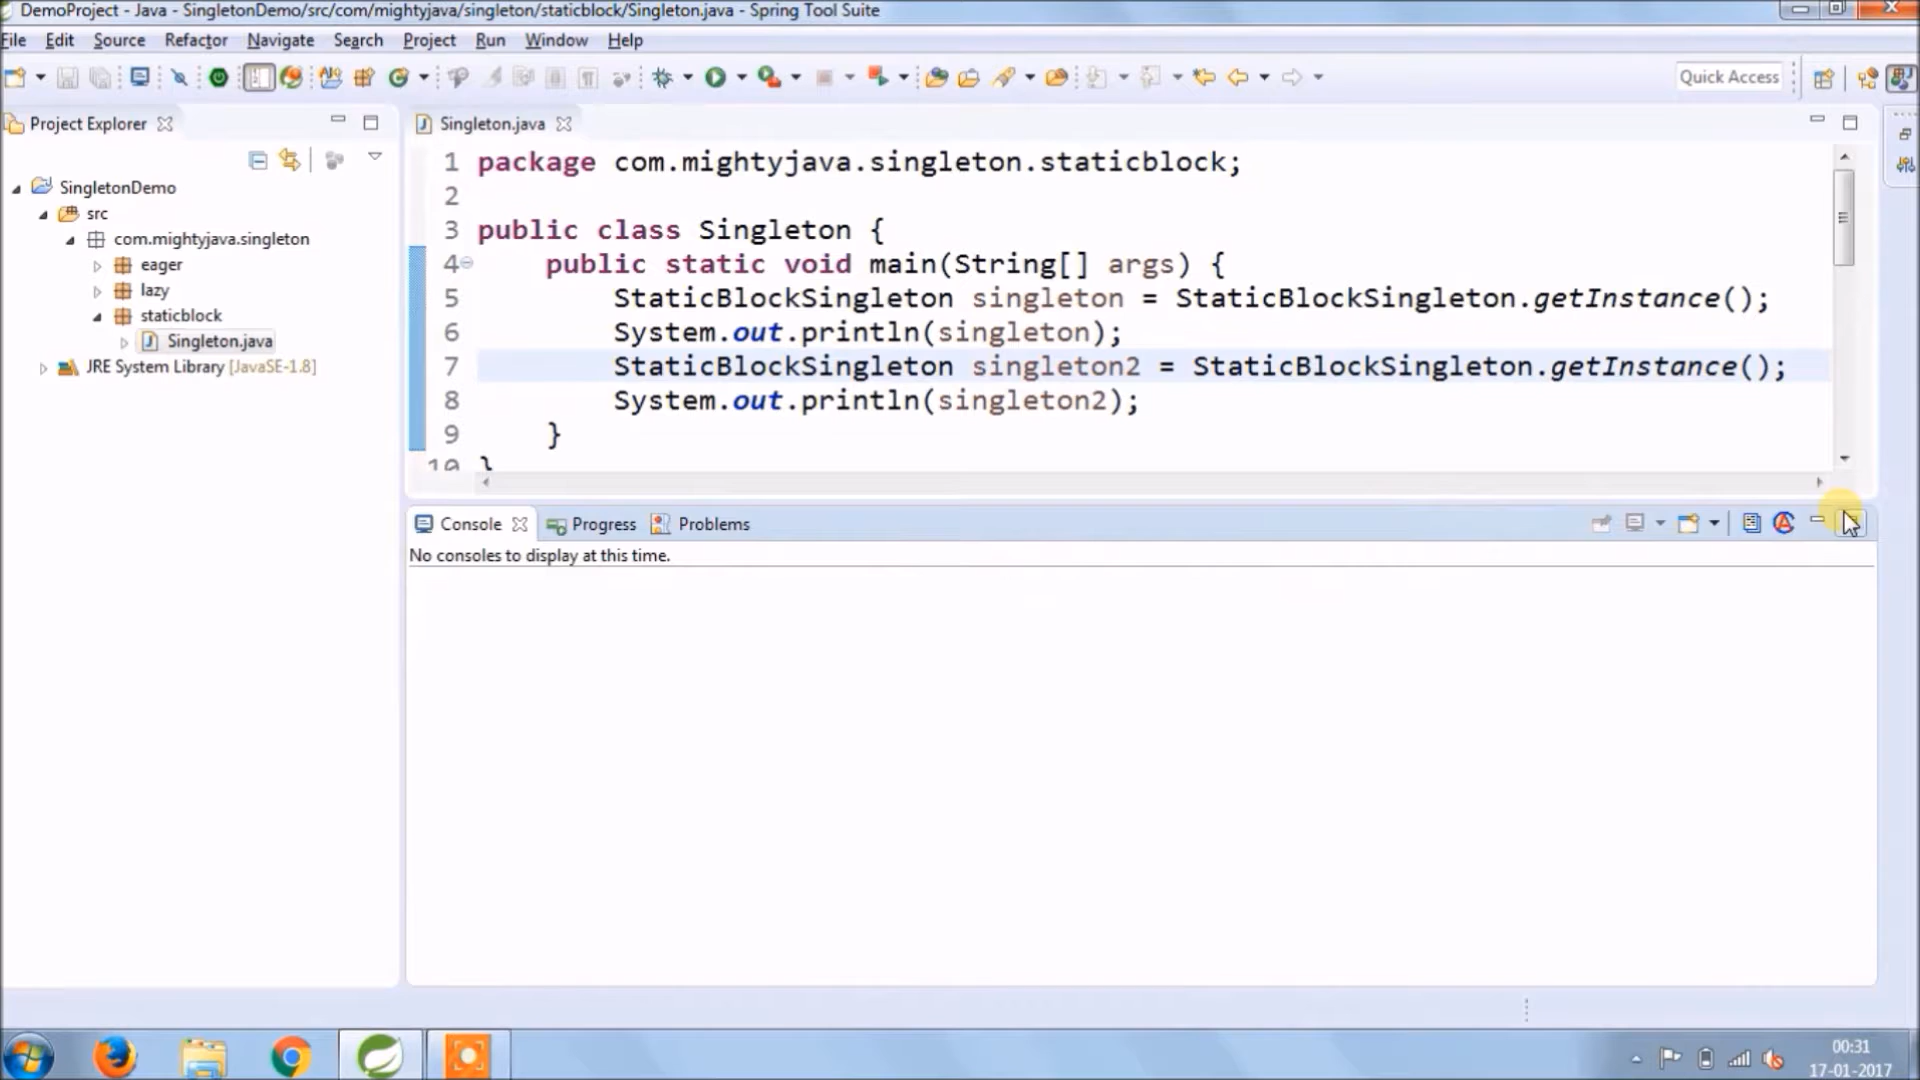 DemoProject - Java - SingletonDemo/src/com/mightyjava/singleton/staticblock/Singleton.java - Spring Tool Suite
File Edit Source Refactor Navigate Search Project Run Window Help
Quick Access
Project Explorer
SingletonDemo
src
com.mightyjava.singleton
eager
lazy
staticblock
Singleton.java
JRE System Library [JavaSE-1.8]
Singleton.java
1 package com.mightyjava.singleton.staticblock;
2
3 public class Singleton {
4 public static void main(String[] args) {
5 StaticBlockSingleton singleton = StaticBlockSingleton.getInstance();
6 System.out.println(singleton);
7 StaticBlockSingleton singleton2 = StaticBlockSingleton.getInstance();
8 System.out.println(singleton2);
9 }
10 }
Console Progress Problems
No consoles to display at this time.
00:31
17-01-2017